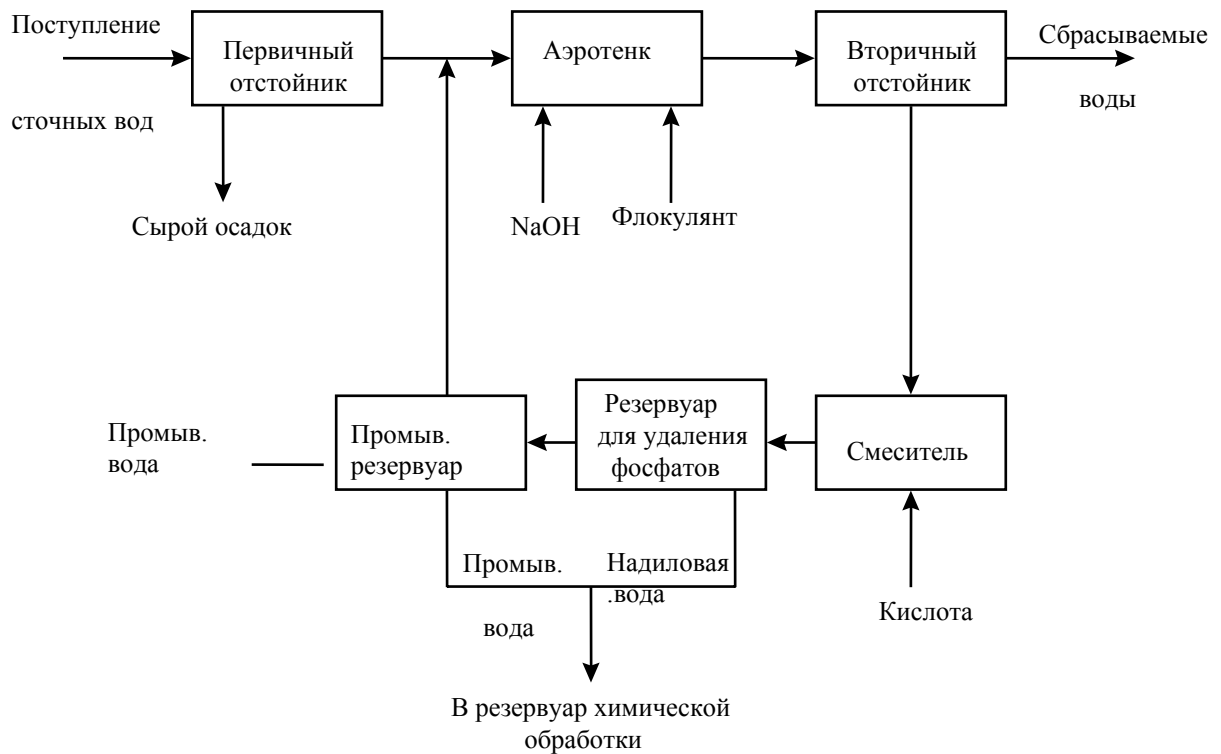 Поступление
сточных вод
Первичный
отстойник
Аэротенк
Вторичный
отстойник
Сбрасываемые
воды
Сырой осадок
NaOH
Флокулянт
Промыв.
вода
Промыв.
резервуар
Резервуар
для удаления
фосфатов
Смеситель
Промыв.
вода
Надиловая
.вода
Кислота
В резервуар химической
обработки